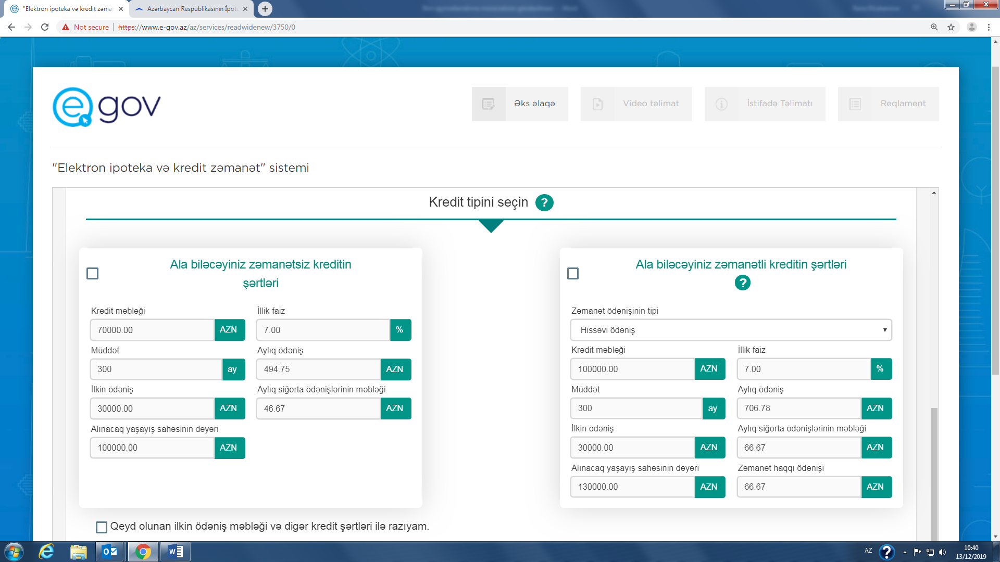 "Elektron ipoteka və kredit zəmar
Azərbaycan Respublikasının İpote
Not secure
https://www.e-gov.az/az/services/readwidenew/3750/0
e gov
Əks əlaqə
Video təlimat
İstifadə Təlimatı
Reqlament
"Elektron ipoteka və kredit zəmanət" sistemi
Kredit tipini seçin ?
Ala biləcəyiniz zəmanətsiz kreditin
şərtləri
Kredit məbləği
İllik faiz
70000.00 AZN
7.00 %
Müddət
Aylıq ödəniş
300 ay
494.75 AZN
İlkin ödəniş
Aylıq siğorta ödənişlərinin məbləği
30000.00 AZN
46.67 AZN
Alınacaq yaşayış sahəsinin dəyəri
100000.00 AZN
Ala biləcəyiniz zəmanətli kreditin şərtləri
?
Zəmanət ödənişinin tipi
Hissəvi ödəniş
Kredit məbləği
İllik faiz
100000.00 AZN
7.00 %
Müddət
Aylıq ödəniş
300 ay
706.78 AZN
İlkin ödəniş
Aylıq siğorta ödənişlərinin məbləği
30000.00 AZN
66.67 AZN
Alınacaq yaşayış sahəsinin dəyəri
Zəmanət haqqı ödənişi
130000.00 AZN
66.67 AZN
Qeyd olunan ilkin ödəniş məbləği və digər kredit şərtləri ilə razıyam.
AZ
10:40
13/12/2019